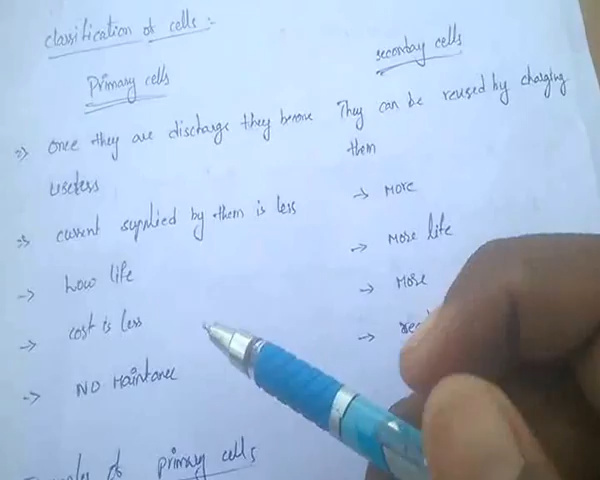 classification of cells :-
Primary cells
seconday cells
=> once they are discharge they become
useless
They can be reused by charging
them
=> current supplied by them is less
-> More
-> Low life
-> More life
-> cost is less
-> More
-> NO Maintance
->
of primary cells